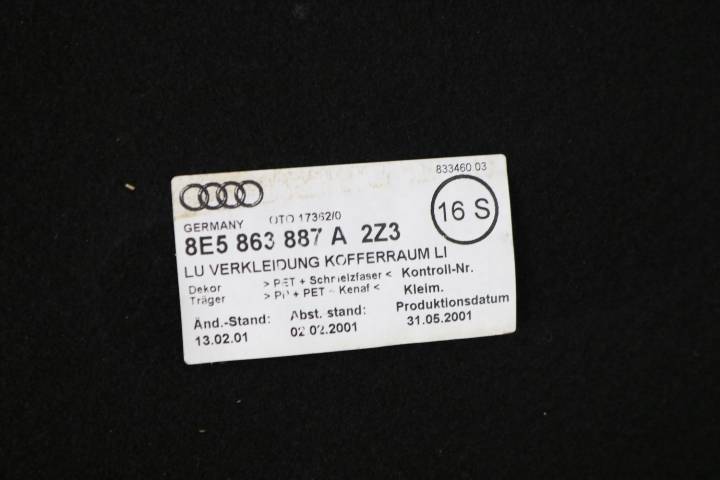 833460 03
GERMANY OTO 17362/0
16 S
8E5 863 887 A 2Z3
LU VERKLEIDUNG KOFFERRAUM LI
Dekor > PET + Schmelzfaser < Kontroll-Nr.
Träger > PP + PET - Kenaf < Kleim.
Änd.-Stand: Abst. stand: Produktionsdatum
13.02.01 02 02.2001 31.05.2001